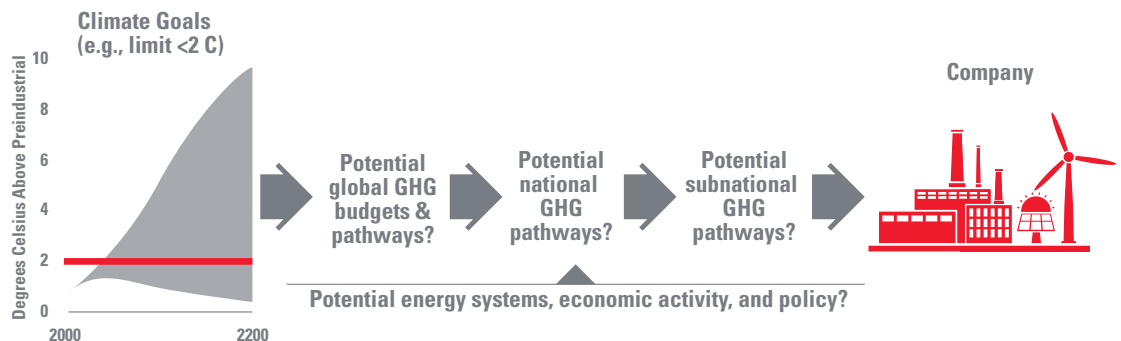 Climate Goals
(e.g., limit <2 C)
Degrees Celsius Above Preindustrial
10
8
6
4
2
0
2000
2200
Potential
global GHG
budgets &
pathways?
Potential
national
GHG
pathways?
Potential
subnational
GHG
pathways?
Company
Potential energy systems, economic activity, and policy?